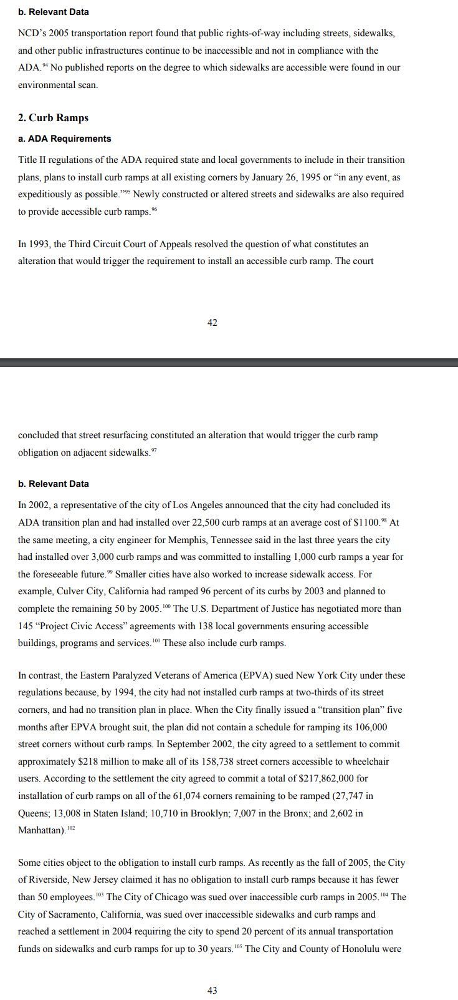 b. Relevant Data
NCD’s 2005 transportation report found that public rights-of-way including streets, sidewalks,
and other public infrastructures continue to be inaccessible and not in compliance with the
ADA.94 No published reports on the degree to which sidewalks are accessible were found in our
environmental scan.
2. Curb Ramps
a. ADA Requirements
Title II regulations of the ADA required state and local governments to include in their transition
plans, plans to install curb ramps at all existing corners by January 26, 1995 or “in any event, as
expeditiously as possible.”95 Newly constructed or altered streets and sidewalks are also required
to provide accessible curb ramps.96
In 1993, the Third Circuit Court of Appeals resolved the question of what constitutes an
alteration that would trigger the requirement to install an accessible curb ramp. The court
42
concluded that street resurfacing constituted an alteration that would trigger the curb ramp
obligation on adjacent sidewalks.97
b. Relevant Data
In 2002, a representative of the city of Los Angeles announced that the city had concluded its
ADA transition plan and had installed over 22,500 curb ramps at an average cost of $1100.98 At
the same meeting, a city engineer for Memphis, Tennessee said in the last three years the city
had installed over 3,000 curb ramps and was committed to installing 1,000 curb ramps a year for
the foreseeable future.99 Smaller cities have also worked to increase sidewalk access. For
example, Culver City, California had ramped 96 percent of its curbs by 2003 and planned to
complete the remaining 50 by 2005.100 The U.S. Department of Justice has negotiated more than
145 “Project Civic Access” agreements with 138 local governments ensuring accessible
buildings, programs and services.101 These also include curb ramps.
In contrast, the Eastern Paralyzed Veterans of America (EPVA) sued New York City under these
regulations because, by 1994, the city had not installed curb ramps at two-thirds of its street
corners, and had no transition plan in place. When the City finally issued a “transition plan” five
months after EPVA brought suit, the plan did not contain a schedule for ramping its 106,000
street corners without curb ramps. In September 2002, the city agreed to a settlement to commit
approximately $218 million to make all of its 158,738 street corners accessible to wheelchair
users. According to the settlement the city agreed to commit a total of $217,862,000 for
installation of curb ramps on all of the 61,074 corners remaining to be ramped (27,747 in
Queens; 13,008 in Staten Island; 10,710 in Brooklyn; 7,007 in the Bronx; and 2,602 in
Manhattan).102
Some cities object to the obligation to install curb ramps. As recently as the fall of 2005, the City
of Riverside, New Jersey claimed it has no obligation to install curb ramps because it has fewer
than 50 employees.103 The City of Chicago was sued over inaccessible curb ramps in 2005.104 The
City of Sacramento, California, was sued over inaccessible sidewalks and curb ramps and
reached a settlement in 2004 requiring the city to spend 20 percent of its annual transportation
funds on sidewalks and curb ramps for up to 30 years.105 The City and County of Honolulu were
43